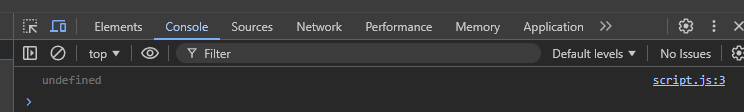 Elements Console Sources Network Performance Memory Application
top Filter Default levels No Issues
undefined script.js:3